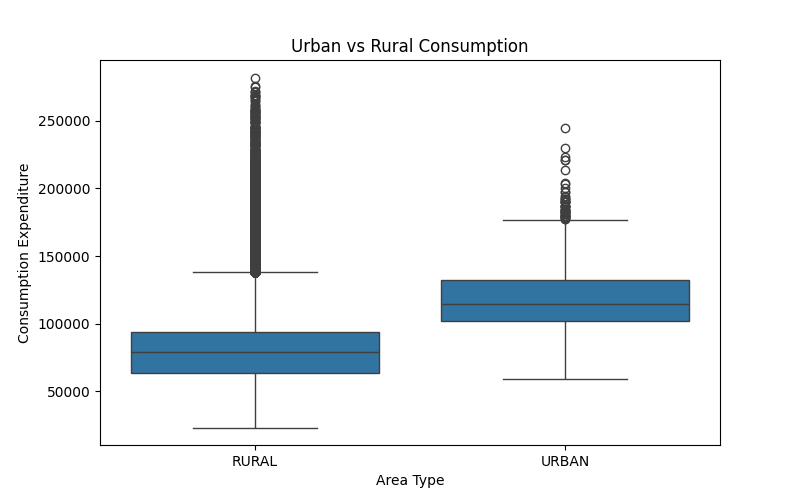 Urban vs Rural Consumption
Consumption Expenditure
250000
200000
150000
100000
50000
RURAL
URBAN
Area Type